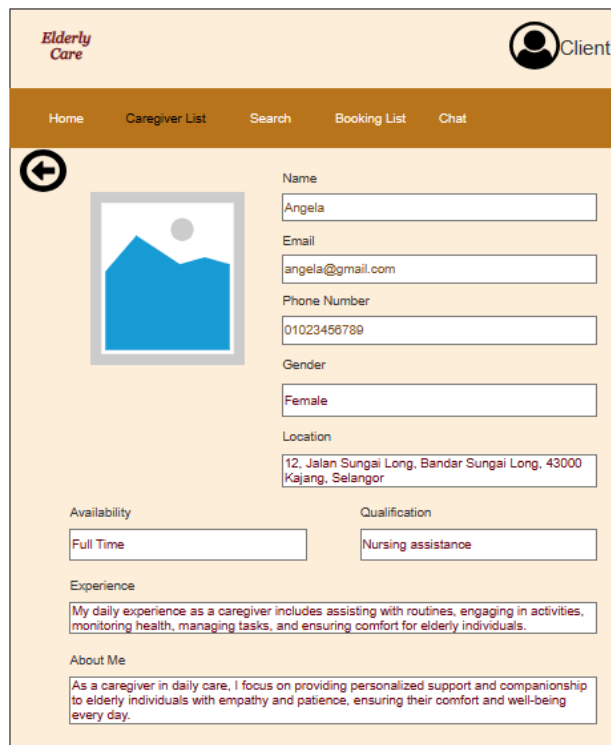 Elderly
Care
Client
Home
Caregiver List
Search
Booking List
Chat
Name
Angela
Email
angela@gmail.com
Phone Number
01023456789
Gender
Female
Location
12, Jalan Sungai Long, Bandar Sungai Long, 43000
Kajang, Selangor
Availability
Qualification
Full Time
Nursing assistance
Experience
My daily experience as a caregiver includes assisting with routines, engaging in activities,
monitoring health, managing tasks, and ensuring comfort for elderly individuals.
About Me
As a caregiver in daily care, I focus on providing personalized support and companionship
to elderly individuals with empathy and patience, ensuring their comfort and well-being
every day.